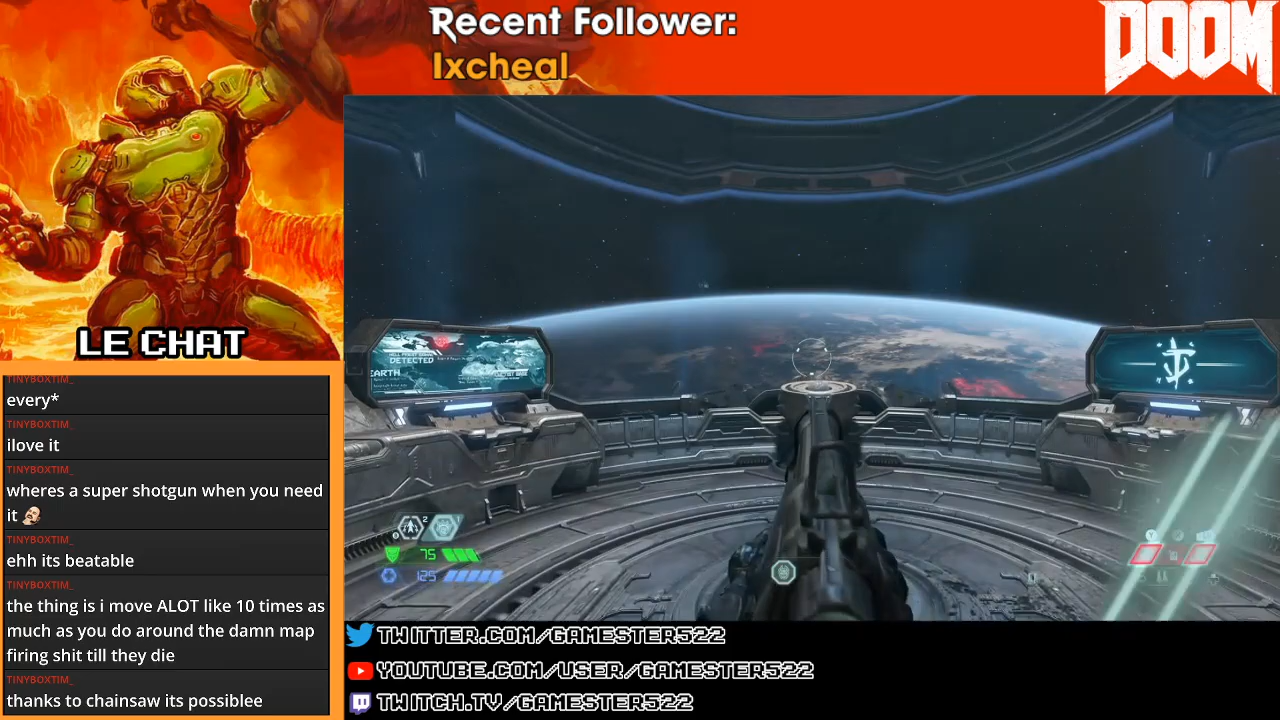 Recent Follower:
Ixcheal
DOOM
LE CHAT
TINYBOXTIM_
every*
TINYBOXTIM_
ilove it
TINYBOXTIM_
wheres a super shotgun when you need
it
TINYBOXTIM_
ehh its beatable
TINYBOXTIM_
the thing is i move ALOT like 10 times as
much as you do around the damn map
firing shit till they die
TINYBOXTIM_
thanks to chainsaw its possiblee
DETECTED
EARTH
2
75
125
Y
TWITTER.COM/GAMESTER522
YOUTUBE.COM/USER/GAMESTER522
TWITCH.TV/GAMESTER522